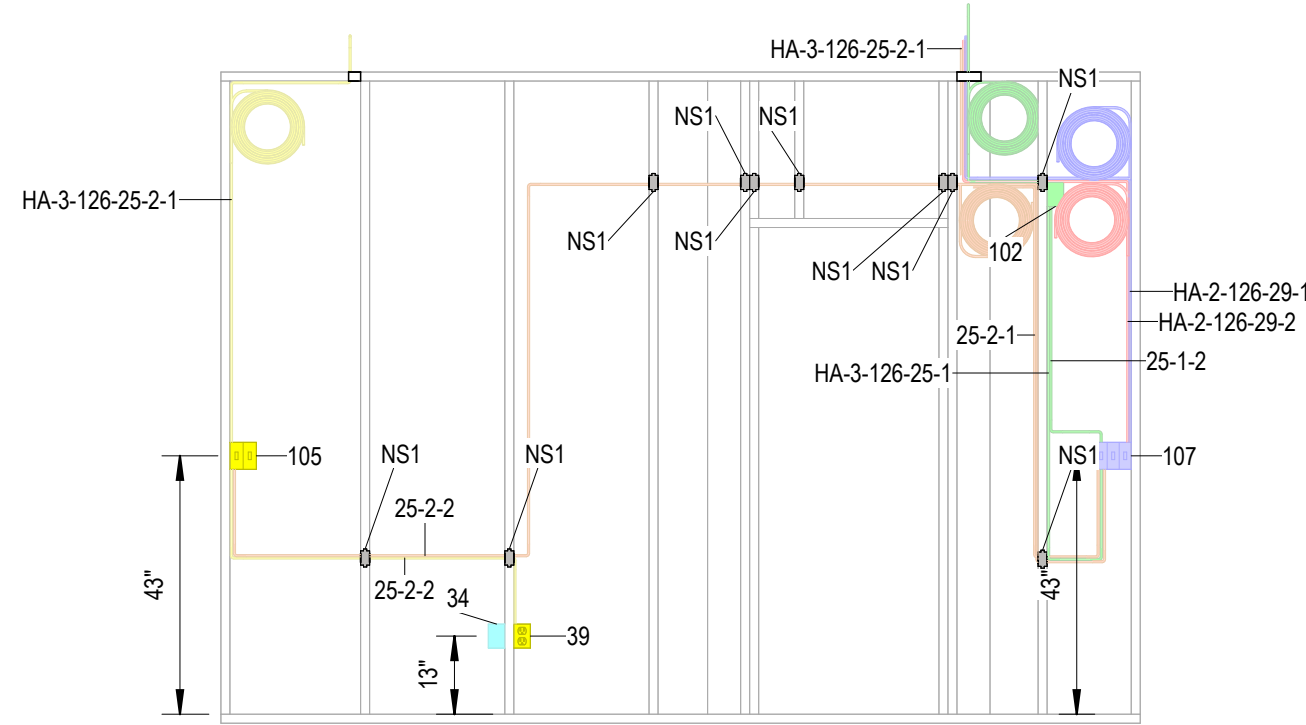 HA-3-126-25-2-1
NS1
NS1
NS1
HA-3-126-25-2-1
NS1
NS1
NS1
NS1
102
HA-2-126-29-1
HA-2-126-29-2
25-2-1
25-1-2
HA-3-126-25-1
105
NS1
NS1
NS1
107
25-2-2
25-2-2
43"
43"
34
39
13"